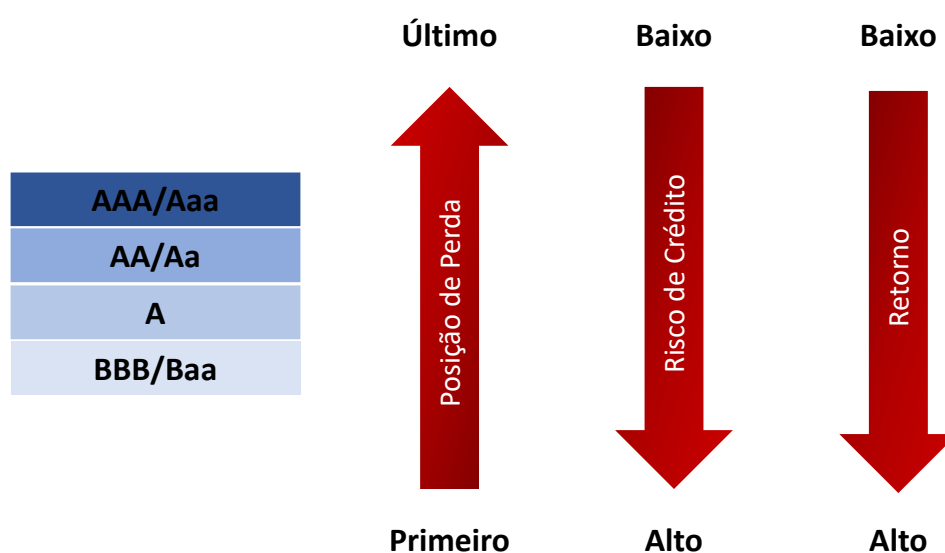 Último
Baixo
Baixo
AAA/Aaa
AA/Aa
A
BBB/Baa
Posição de Perda
Risco de Crédito
Retorno
Primeiro
Alto
Alto